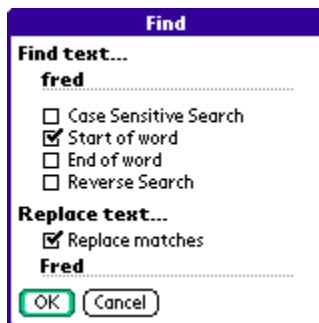 Find
Find text...
fred
Case Sensitive Search
Start of word
End of word
Reverse Search
Replace text...
Replace matches
Fred
OK Cancel